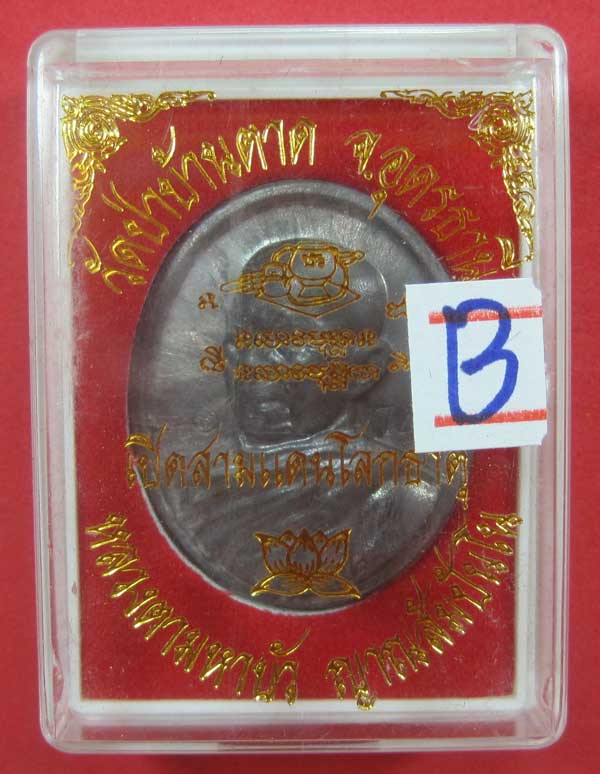 วัดป่าบ้านตาด จ.อุดรธานี
B
เปิดสามแดนโลกธาตุ
หลวงตามหาบัว ญาณสัมปันโน